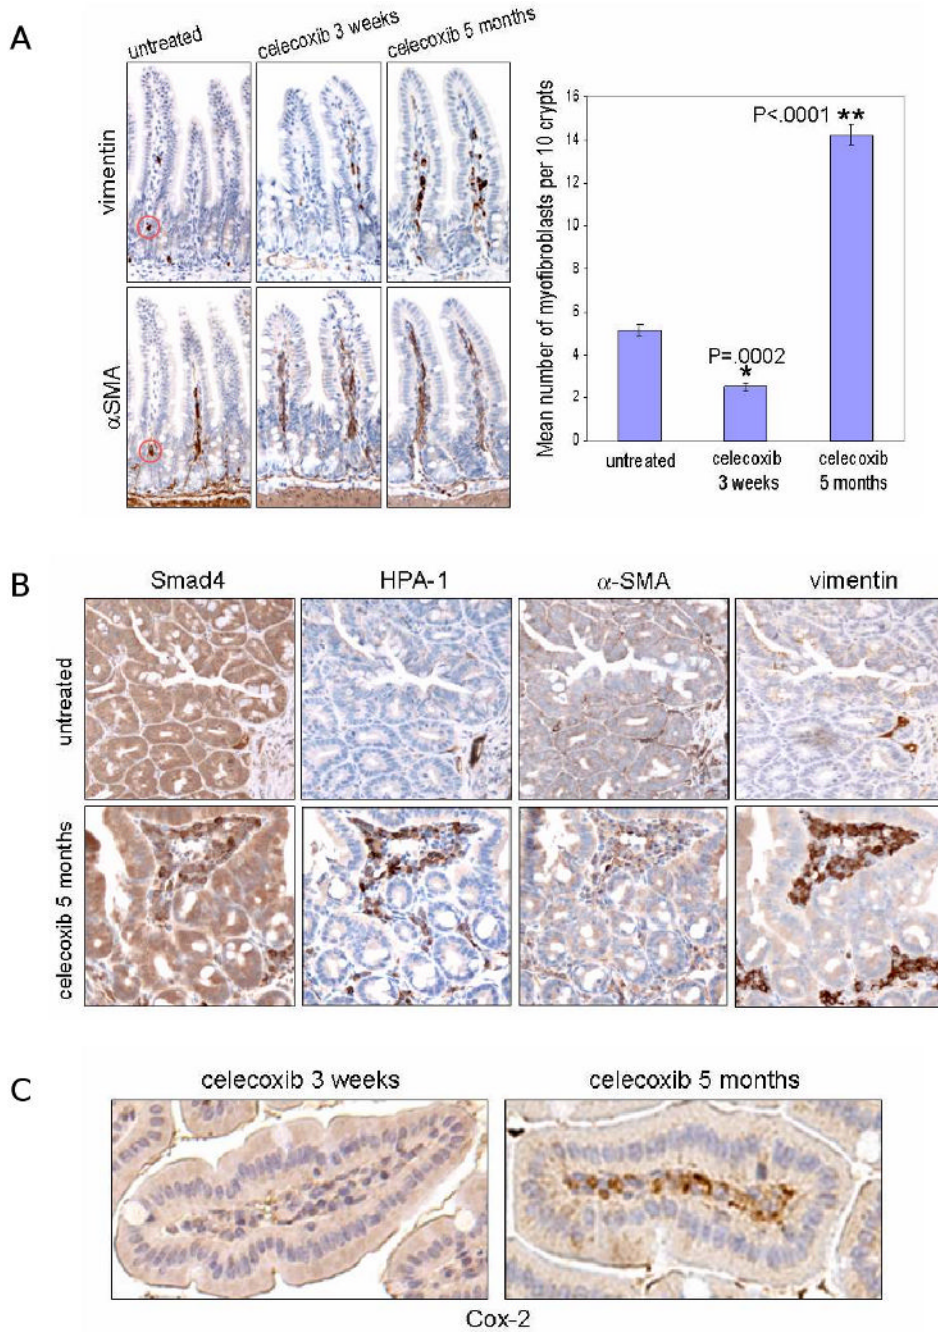 A
untreated
celecoxib 3 weeks
celecoxib 5 months
vimentin
αSMA
Mean number of myofibroblasts per 10 crypts
16
14
12
10
8
6
4
2
0
P<.0001 **
P=.0002
*
untreated
celecoxib
3 weeks
celecoxib
5 months
B
Smad4
HPA-1
α-SMA
vimentin
untreated
celecoxib 5 months
C
celecoxib 3 weeks
celecoxib 5 months
Cox-2